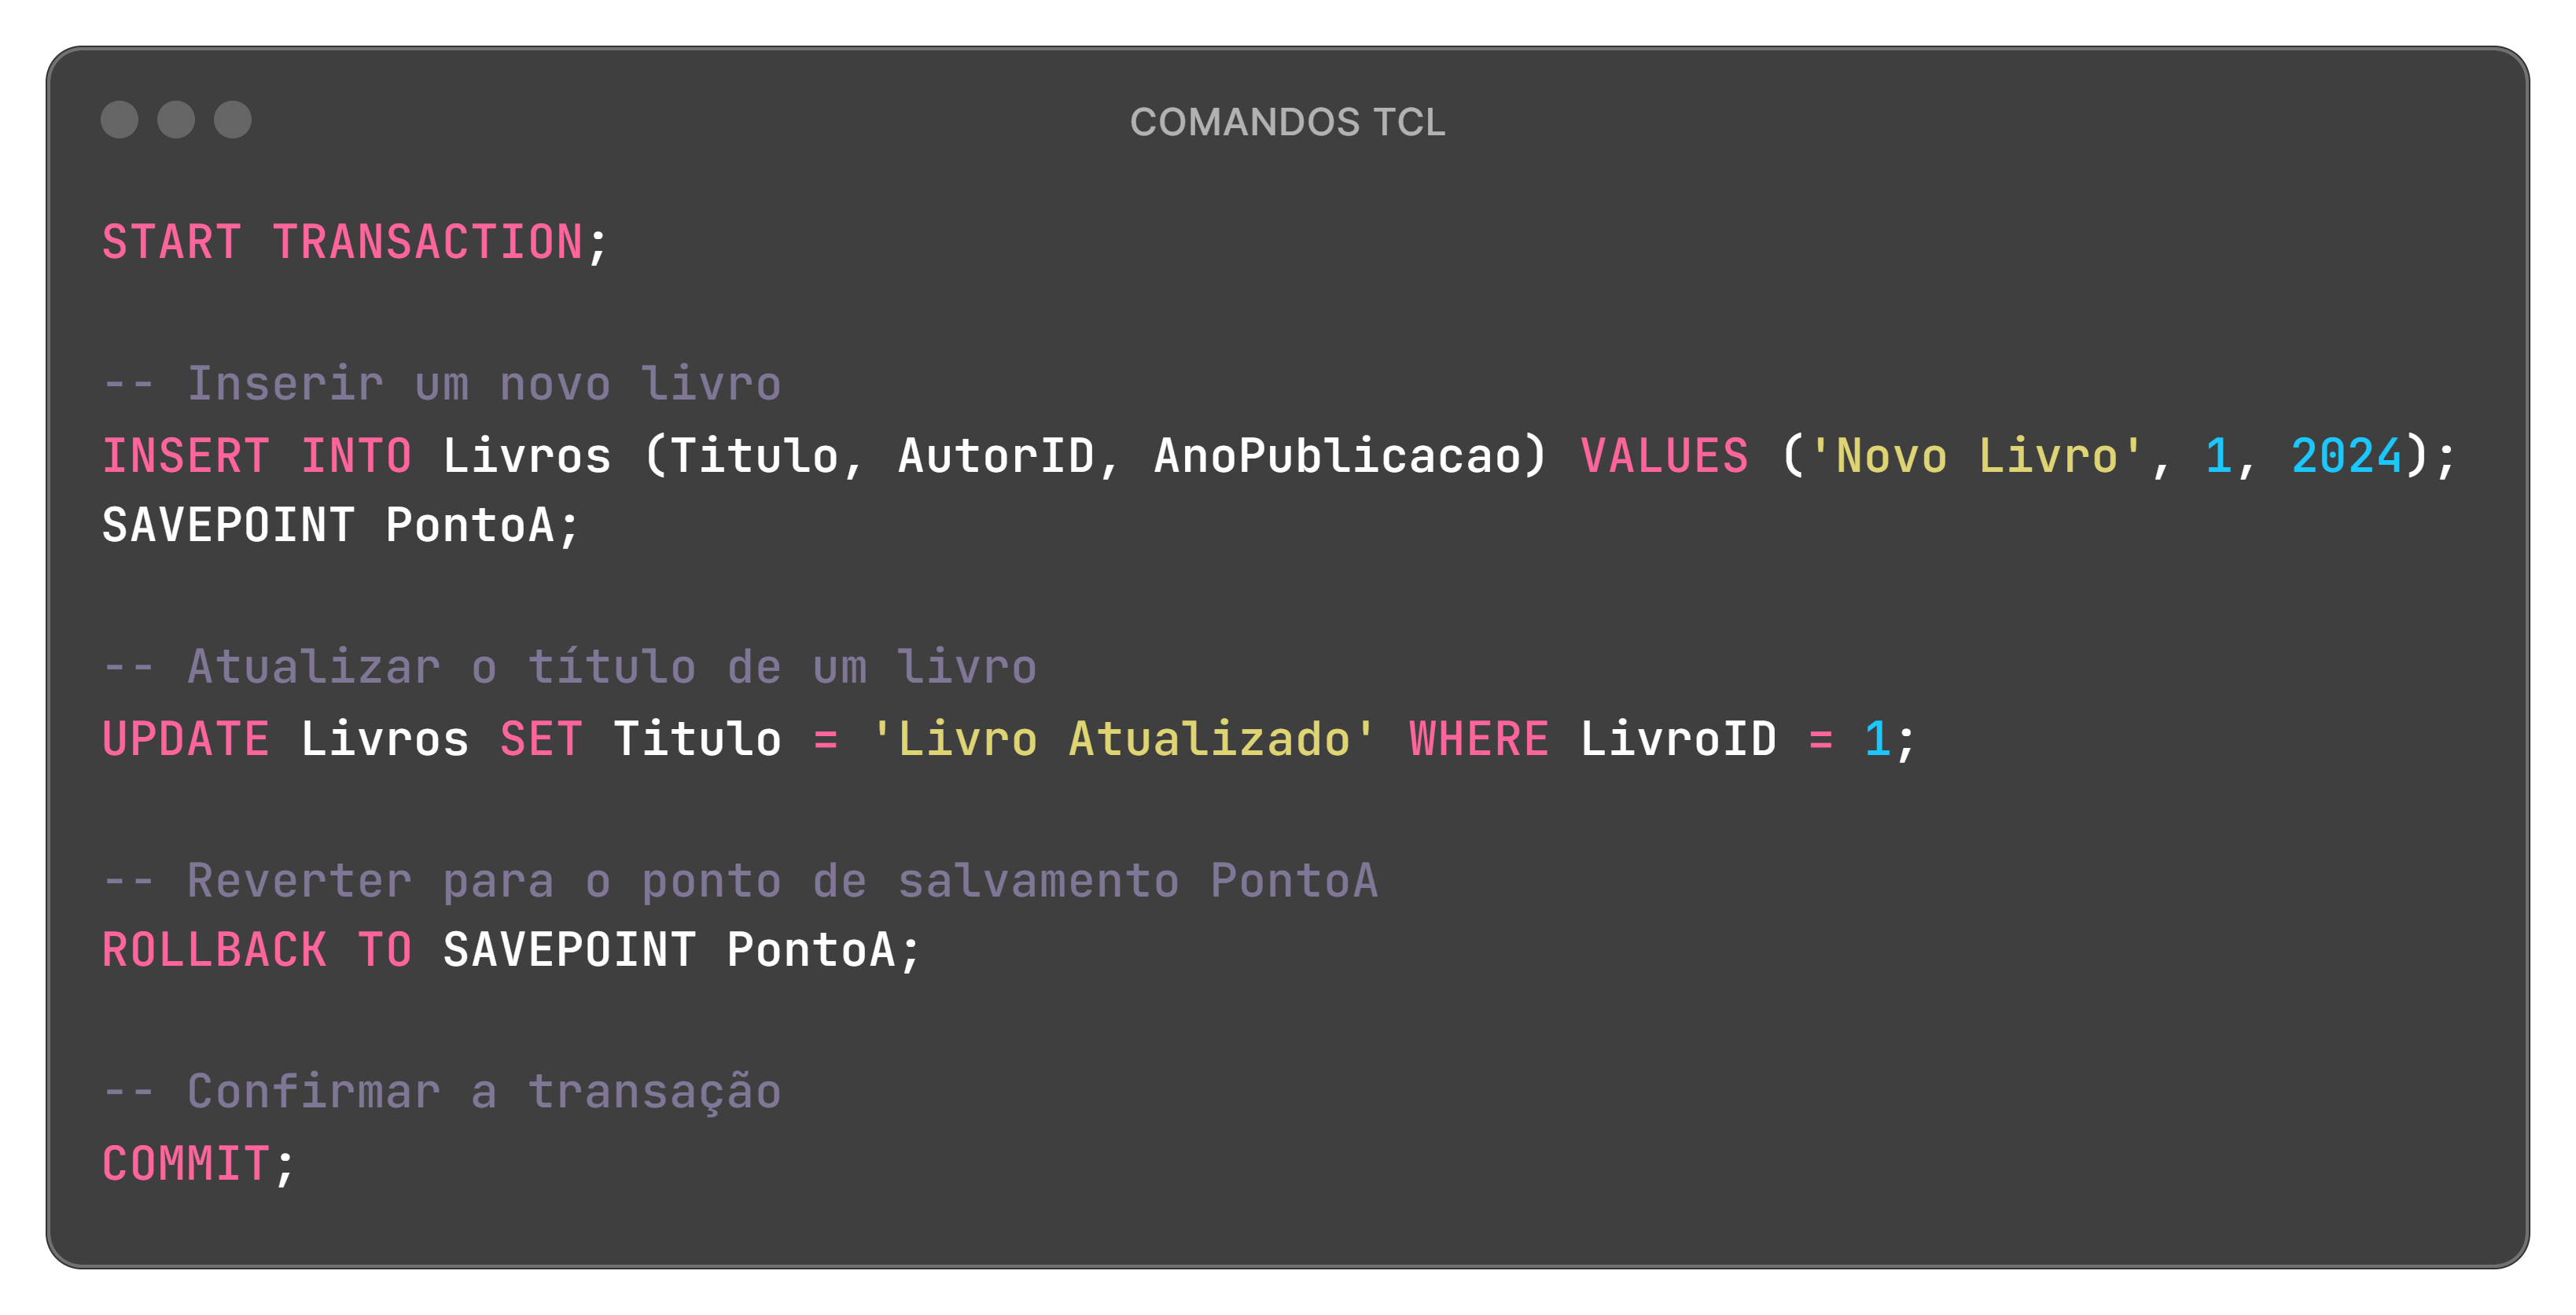 COMANDOS TCL
START TRANSACTION;
-- Inserir um novo livro
INSERT INTO Livros (Titulo, AutorID, AnoPublicacao) VALUES ('Novo Livro', 1, 2024);
SAVEPOINT PontoA;
-- Atualizar o título de um livro
UPDATE Livros SET Titulo = 'Livro Atualizado' WHERE LivroID = 1;
-- Reverter para o ponto de salvamento PontoA
ROLLBACK TO SAVEPOINT PontoA;
-- Confirmar a transação
COMMIT;